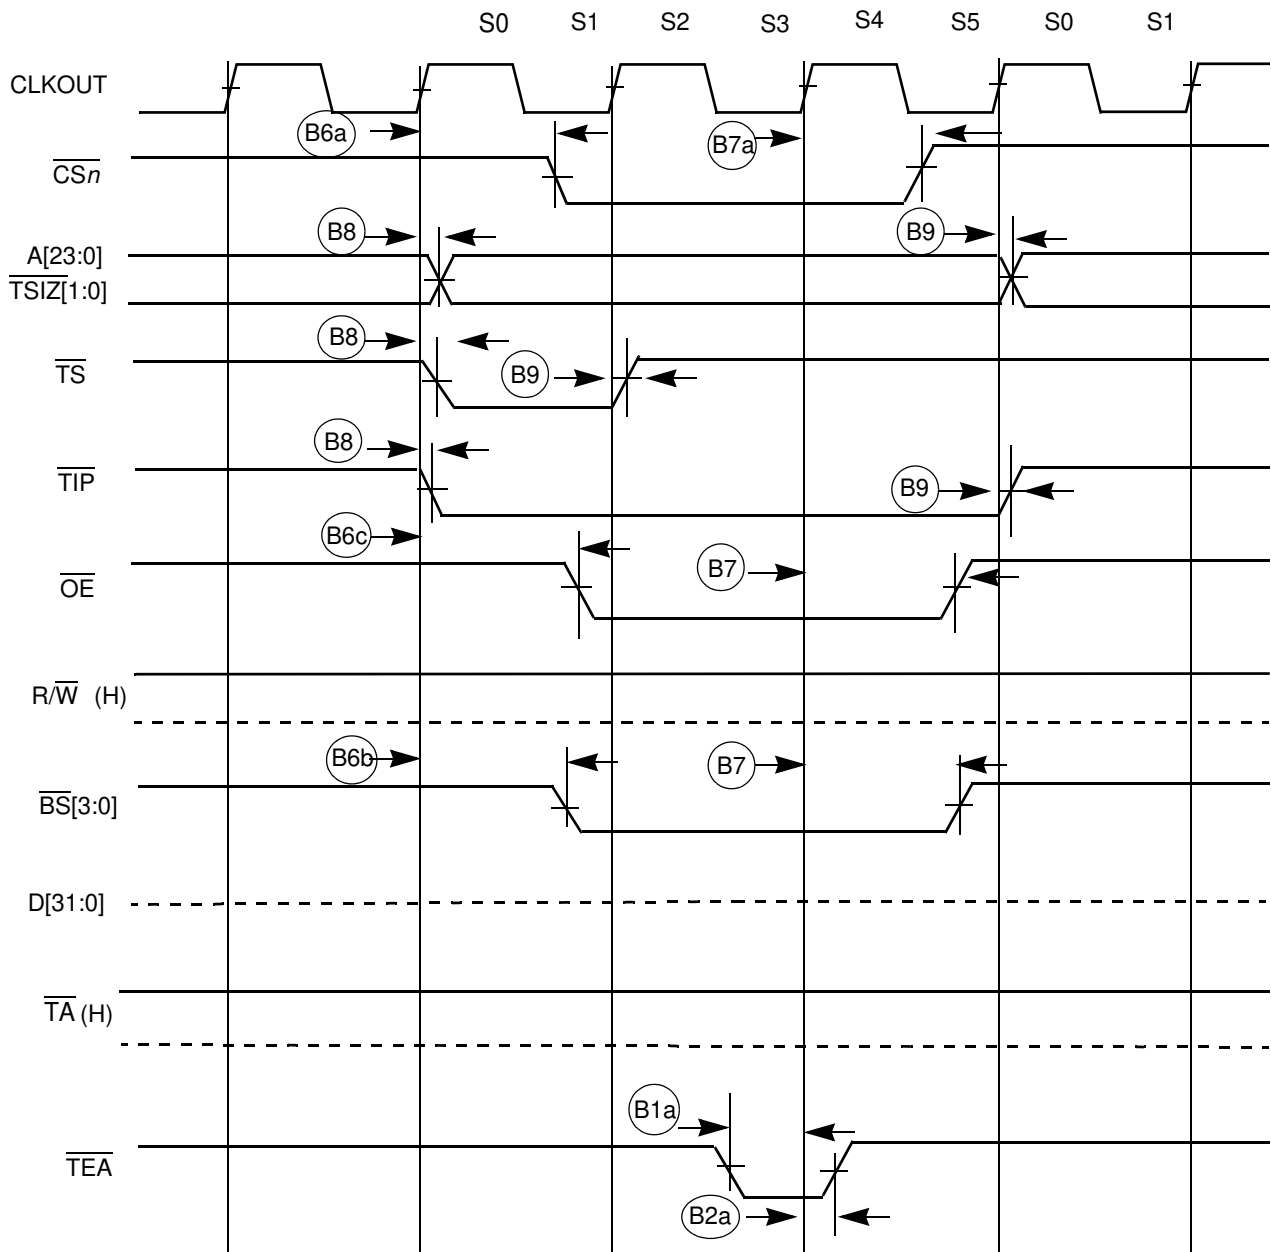 S0 S1 S2 S3 S4 S5 S0 S1
CLKOUT
B6a
B7a
CSn
B8
B9
A[23:0]
TSIZ[1:0]
B8
TS
B9
B8
TIP
B9
B6c
OE
B7
R/W (H)
B6b
B7
BS[3:0]
D[31:0]
TA (H)
B1a
TEA
B2a